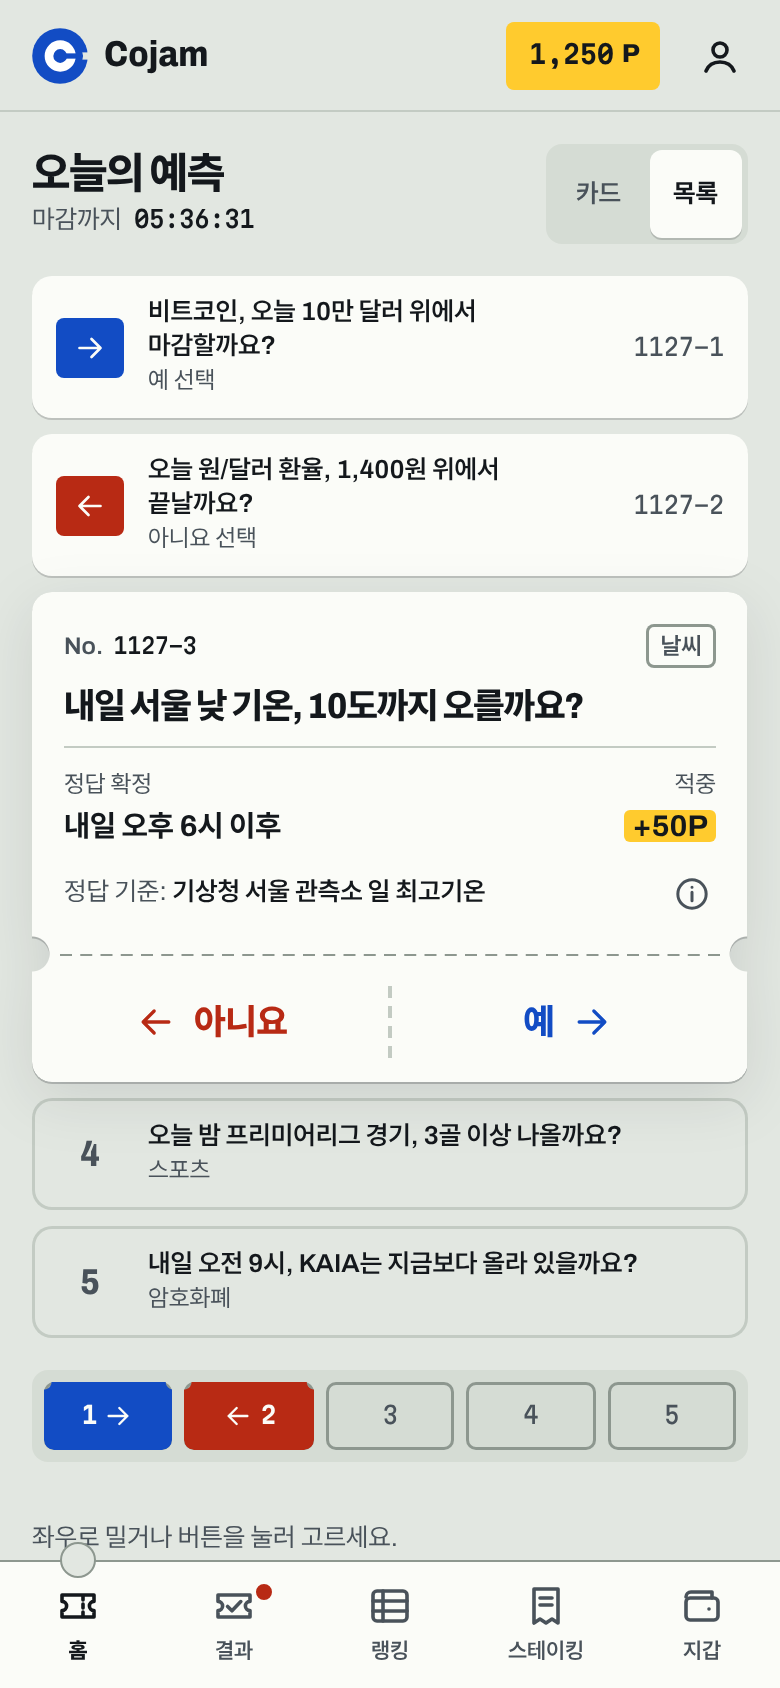 Cojam
1,250 P
오늘의 예측
마감까지 05:36:31
카드
목록
비트코인, 오늘 10만 달러 위에서
마감할까요?
예 선택
1127-1
오늘 원/달러 환율, 1,400원 위에서
끝날까요?
아니요 선택
1127-2
No. 1127-3
날씨
내일 서울 낮 기온, 10도까지 오를까요?
정답 확정
적중
내일 오후 6시 이후
+50P
정답 기준: 기상청 서울 관측소 일 최고기온
← 아니요
예 →
4
오늘 밤 프리미어리그 경기, 3골 이상 나올까요?
스포츠
5
내일 오전 9시, KAIA는 지금보다 올라 있을까요?
암호화폐
1 →
← 2
3
4
5
좌우로 밀거나 버튼을 눌러 고르세요.
홈
결과
랭킹
스테이킹
지갑